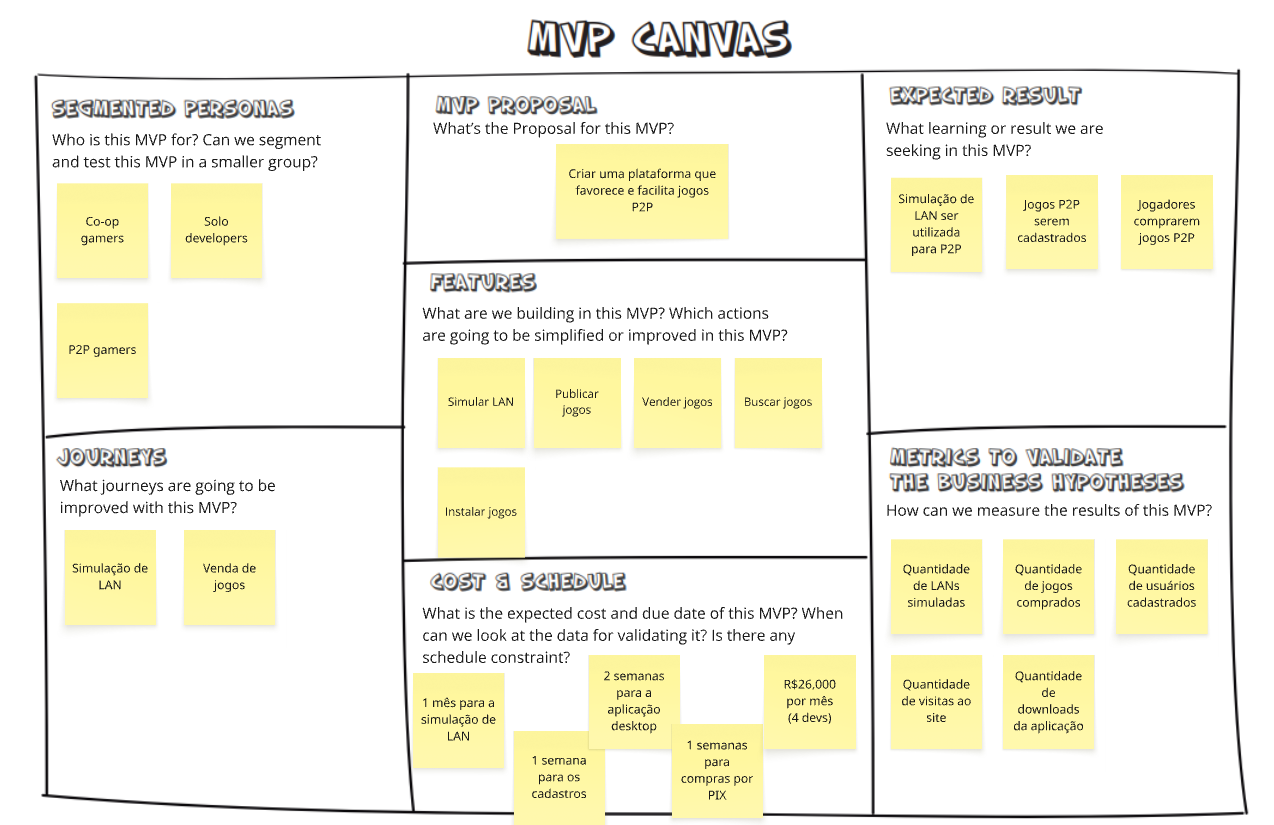 MVP CANVAS
SEGMENTED PERSONAS
Who is this MVP for? Can we segment
and test this MVP in a smaller group?
Co-op
gamers
Solo
developers
P2P gamers
JOURNEYS
What journeys are going to be
improved with this MVP?
Simulação de
LAN
Venda de
jogos
MVP PROPOSAL
What's the Proposal for this MVP?
Criar uma plataforma que
favorece e facilita jogos
P2P
FEATURES
What are we building in this MVP? Which actions
are going to be simplified or improved in this MVP?
Simular LAN
Publicar
jogos
Vender jogos
Buscar jogos
Instalar jogos
COST & SCHEDULE
What is the expected cost and due date of this MVP? When
can we look at the data for validating it? Is there any
schedule constraint?
1 mês para a
simulação de
LAN
1 semana
para os
cadastros
2 semanas
para a
aplicação
desktop
1 semanas
para
compras por
PIX
R$26,000
por mês
(4 devs)
EXPECTED RESULT
What learning or result we are
seeking in this MVP?
Simulação de
LAN ser
utilizada
para P2P
Jogos P2P
serem
cadastrados
Jogadores
comprarem
jogos P2P
METRICS TO VALIDATE
THE BUSINESS HYPOTHESES
How can we measure the results of this MVP?
Quantidade
de LANs
simuladas
Quantidade
de jogos
comprados
Quantidade
de usuários
cadastrados
Quantidade
de visitas ao
site
Quantidade
de
downloads
da aplicação